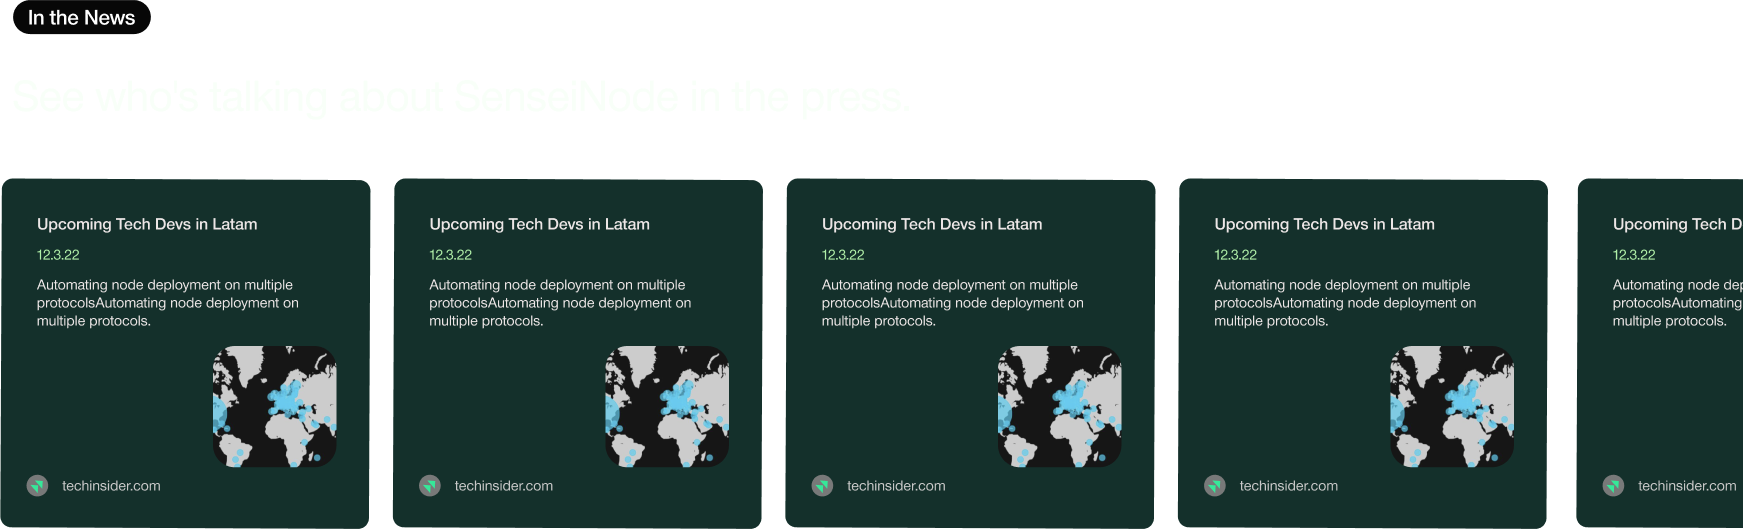 In the News
See who's talking about SenseiNode in the press.
Upcoming Tech Devs in Latam
12.3.22
Automating node deployment on multiple
protocolsAutomating node deployment on
multiple protocols.
techinsider.com
Upcoming Tech Devs in Latam
12.3.22
Automating node deployment on multiple
protocolsAutomating node deployment on
multiple protocols.
techinsider.com
Upcoming Tech Devs in Latam
12.3.22
Automating node deployment on multiple
protocolsAutomating node deployment on
multiple protocols.
techinsider.com
Upcoming Tech Devs in Latam
12.3.22
Automating node deployment on multiple
protocolsAutomating node deployment on
multiple protocols.
techinsider.com
Upcoming Tech D
12.3.22
Automating node dep
protocolsAutomating
multiple protocols.
techinsider.com